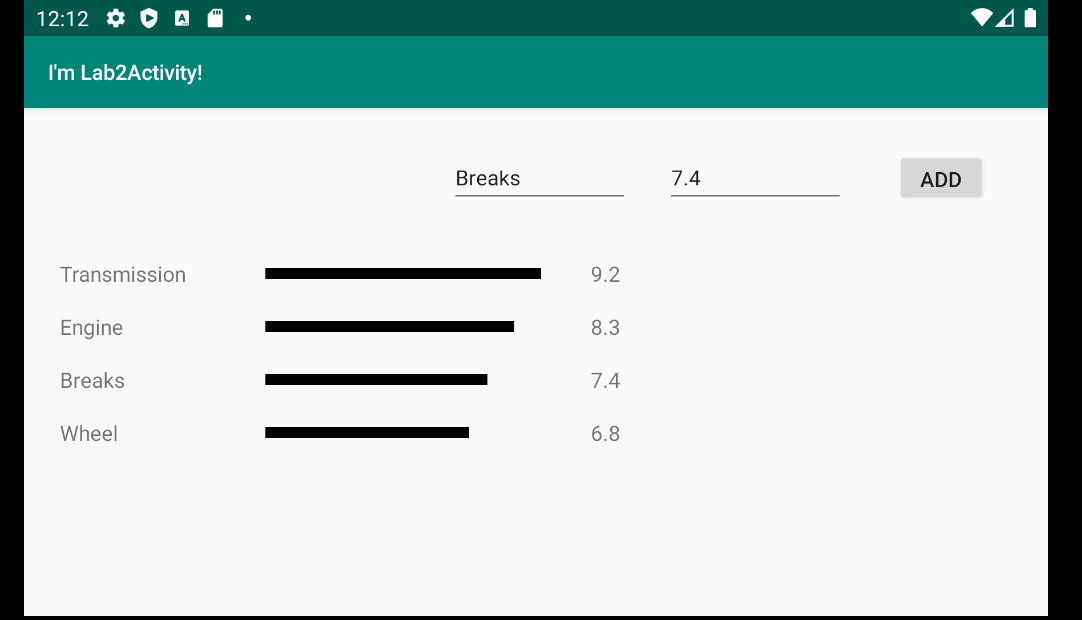 12:12
I'm Lab2Activity!
Breaks 7.4 ADD
Transmission 9.2
Engine 8.3
Breaks 7.4
Wheel 6.8